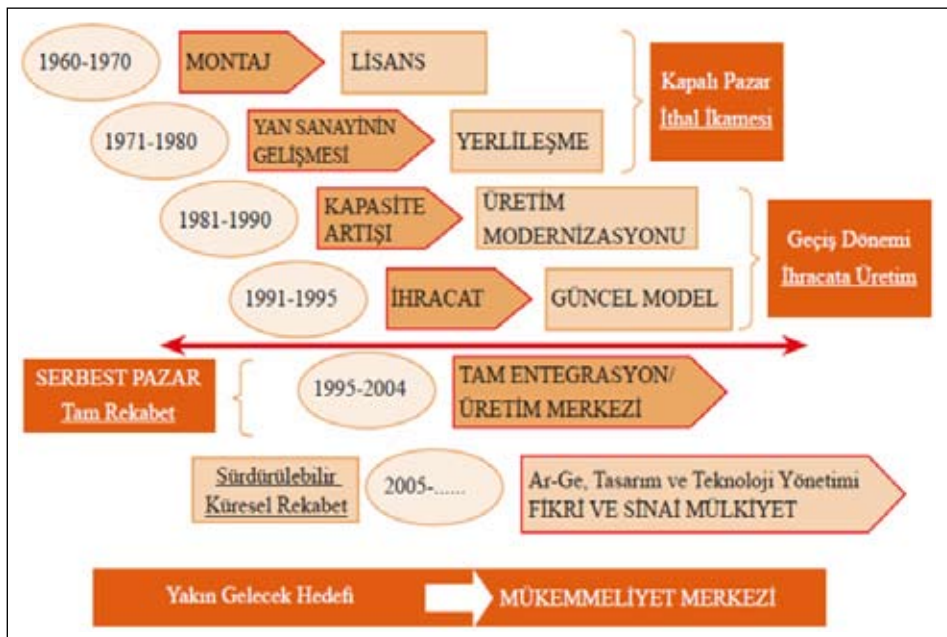 1960-1970
MONTAJ
LİSANS
Kapalı Pazar
İthal İkamesi
1971-1980
YAN SANAYİNİN
GELİŞMESİ
YERLİLEŞME
1981-1990
KAPASİTE
ARTIŞI
ÜRETİM
MODERNİZASYONU
Geçiş Dönemi
İhracata Üretim
1991-1995
İHRACAT
GÜNCEL MODEL
SERBEST PAZAR
Tam Rekabet
1995-2004
TAM ENTEGRASYON/
ÜRETİM MERKEZİ
Sürdürülebilir
Küresel Rekabet
2005-......
Ar-Ge, Tasarım ve Teknoloji Yönetimi
FİKRİ VE SİNAİ MÜLKİYET
Yakın Gelecek Hedefi
MÜKEMMELİYET MERKEZİ